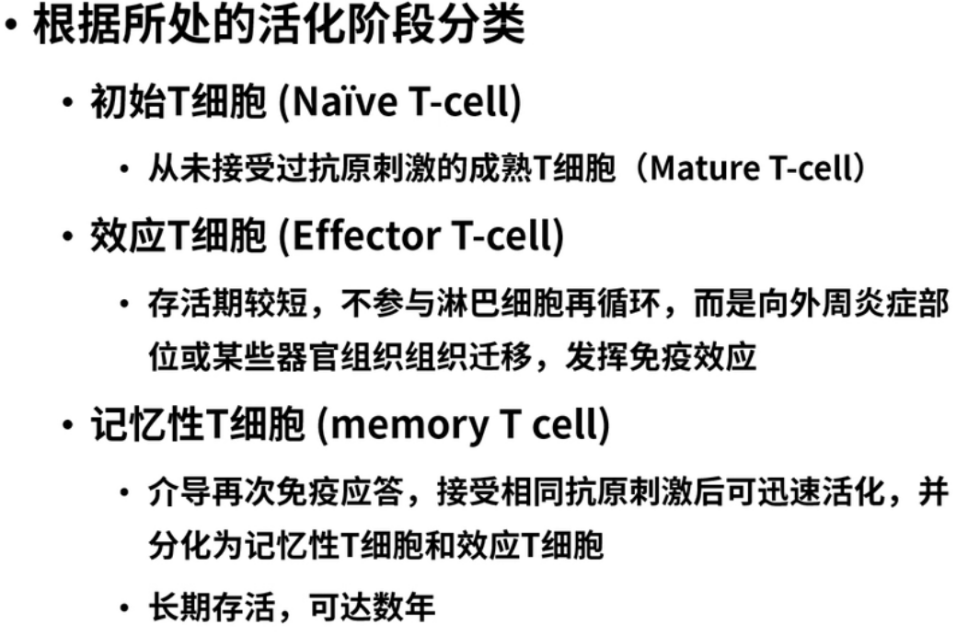 • 根据所处的活化阶段分类
• 初始T细胞 (Naïve T-cell)
• 从未接受过抗原刺激的成熟T细胞（Mature T-cell）
• 效应T细胞 (Effector T-cell)
• 存活期较短，不参与淋巴细胞再循环，而是向外周炎症部
位或某些器官组织组织迁移，发挥免疫效应
• 记忆性T细胞 (memory T cell)
• 介导再次免疫应答，接受相同抗原刺激后可迅速活化，并
分化为记忆性T细胞和效应T细胞
• 长期存活，可达数年